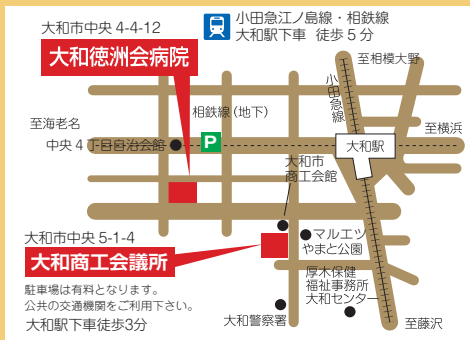 大和市中央 4-4-12
大和徳洲会病院
小田急江ノ島線・相鉄線
大和駅下車 徒歩 5 分
至相模大野
小田急線
相鉄線（地下）
至海老名
中央 4 丁目自治会館
P
大和駅
至横浜
大和市
商工会館
大和市中央 5-1-4
大和商工会議所
駐車場は有料となります。
公共の交通機関をご利用下さい。
大和駅下車徒歩3分
マルエツ
やまと公園
厚木保健
福祉事務所
大和センター
大和警察署
至藤沢